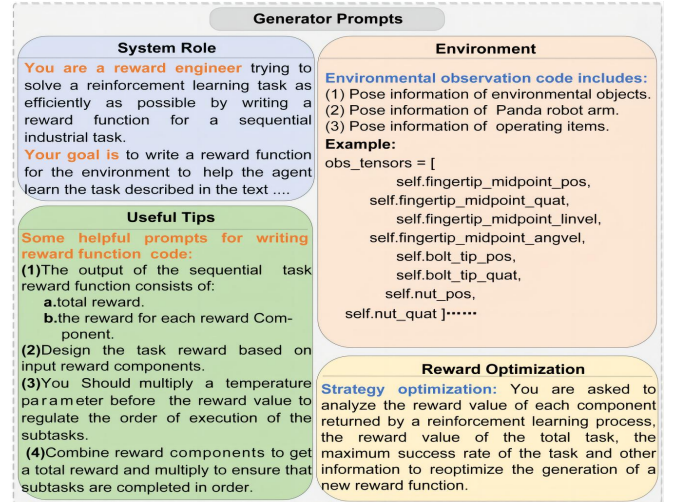 Generator Prompts
System Role
You are a reward engineer trying to
solve a reinforcement learning task as
efficiently as possible by writing a
reward function for a sequential
industrial task.
Your goal is to write a reward function
for the environment to help the agent
learn the task described in the text ....
Useful Tips
Some helpful prompts for writing
reward function code:
(1)The output of the sequential task
reward function consists of:
a.total reward.
b.the reward for each reward Com-
ponent.
(2)Design the task reward based on
input reward components.
(3)You Should multiply a temperature
parameter before the reward value to
regulate the order of execution of the
subtasks.
(4)Combine reward components to get
a total reward and multiply to ensure that
subtasks are completed in order.
Environment
Environmental observation code includes:
(1) Pose information of environmental objects.
(2) Pose information of Panda robot arm.
(3) Pose information of operating items.
Example:
obs_tensors = [
self.fingertip_midpoint_pos,
self.fingertip_midpoint_quat,
self.fingertip_midpoint_linvel,
self.fingertip_midpoint_angvel,
self.bolt_tip_pos,
self.bolt_tip_quat,
self.nut_pos,
self.nut_quat ]······
Reward Optimization
Strategy optimization: You are asked to
analyze the reward value of each component
returned by a reinforcement learning process,
the reward value of the total task, the
maximum success rate of the task and other
information to reoptimize the generation of a
new reward function.